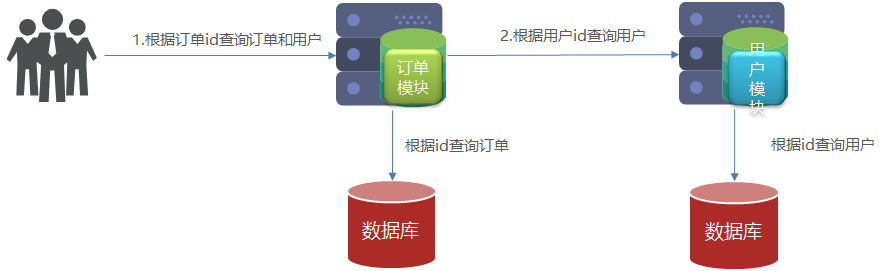 1.根据订单id查询订单和用户
订单
模块
2.根据用户id查询用户
用
户
模
块
根据id查询订单
根据id查询用户
数据库
数据库